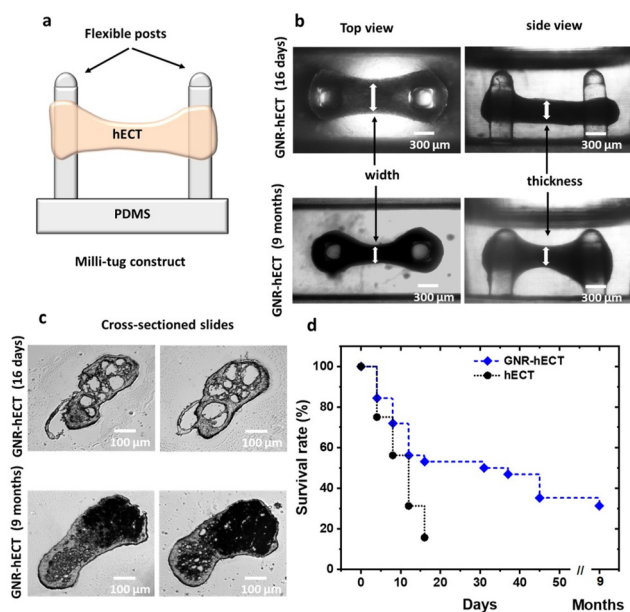 a
Flexible posts
hECT
PDMS
Milli-tug construct
b
Top view
side view
GNR-hECT (16 days)
300 µm
300 µm
width
thickness
GNR-hECT (9 months)
300 µm
300 µm
c
Cross-sectioned slides
GNR-hECT (16 days)
100 µm
100 µm
GNR-hECT (9 months)
100 µm
100 µm
d
GNR-hECT
hECT
Survival rate (%)
100
80
60
40
20
0
0 10 20 30 40 50 // 9
Days
Months